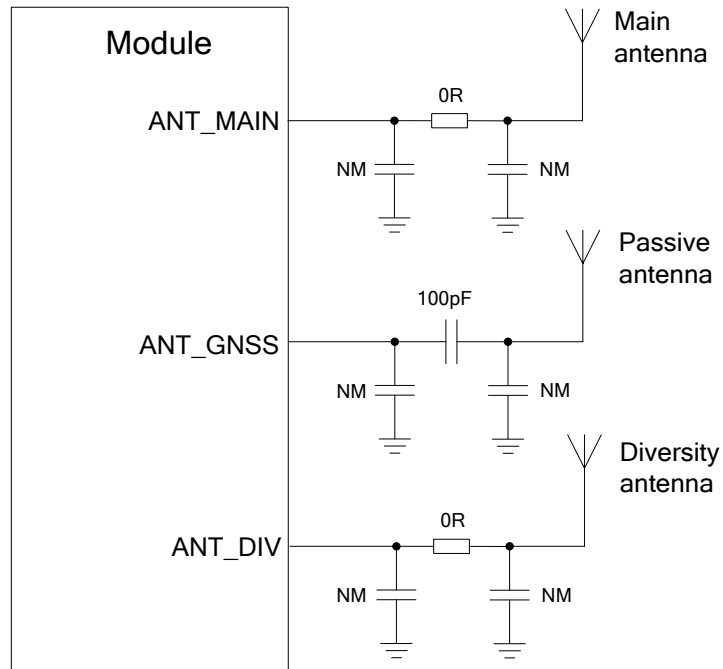 Module
Main
antenna
0R
ANT_MAIN
NM
NM
Passive
antenna
100pF
ANT_GNSS
NM
NM
Diversity
antenna
0R
ANT_DIV
NM
NM